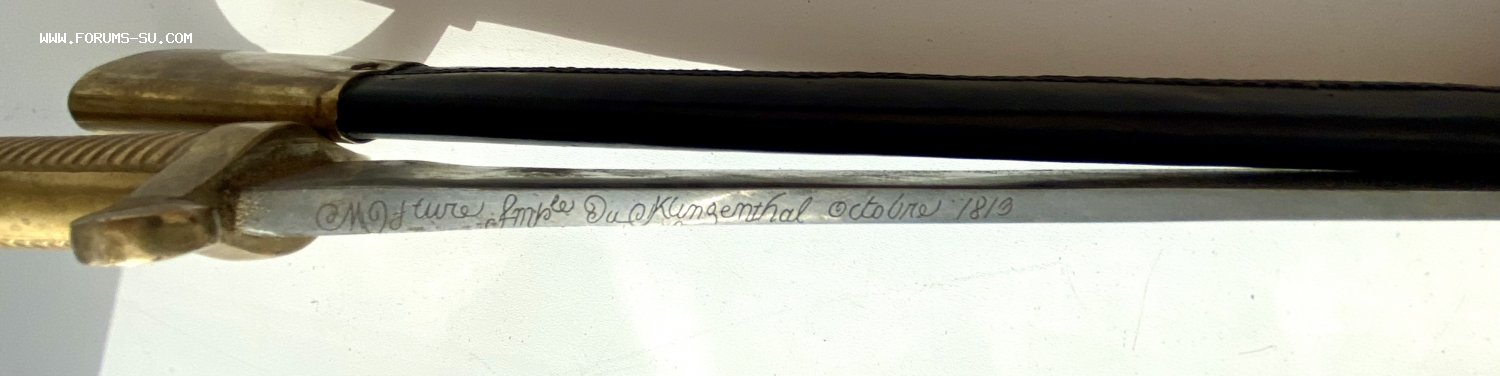 WWW.FORUMS-SU.COM
Mfture Imple Du Klingenthal Octobre 1813